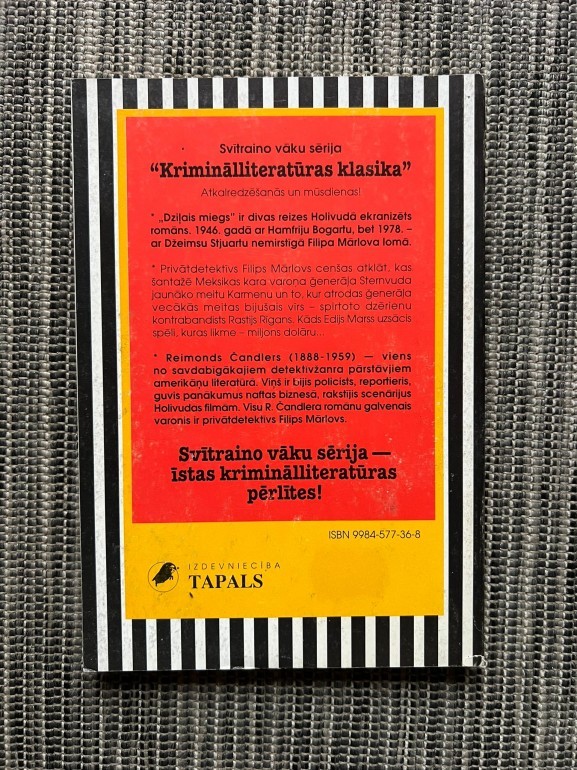 Svītraino vāku sērija
“Kriminālliteratūras klasika”
Atkalredzēšanās un mūsdienas!
* „Dziļais miegs” ir divas reizes Holivudā ekranizēts
romāns. 1946. gadā ar Hamfriju Bogartu, bet 1978. –
ar Džeimsu Stjuartu nemirstīgā Filipa Mārlova lomā.
* Privātdetektīvs Filips Mārlovs cenšas atklāt, kas
šantažē Meksikas kara varoņa ģenerāļa Sternvuda
jaunāko meitu Karmenu un to, kur atrodas ģenerāļa
vecākās meitas bijušais vīrs – spirtoto dzērienu
kontrabandists Rastijs Rīgans. Kāds Edijs Marss uzsācis
spēli, kuras likme – miljons dolāru...
* Reimonds Čandlers (1888-1959) — viens
no savdabīgākajiem detektīvžanra pārstāvjiem
amerikāņu literatūrā. Viņš ir bijis policists, reportieris,
guvis panākumus naftas biznesā, rakstījis scenārijus
Holivudas filmām. Visu R. Čandlera romānu galvenais
varonis ir privātdetektīvs Filips Mārlovs.
Svītraino vāku sērija —
īstas kriminālliteratūras
pērlītes!
ISBN 9984-577-36-8
IZDEVNIECĪBA
TAPALS